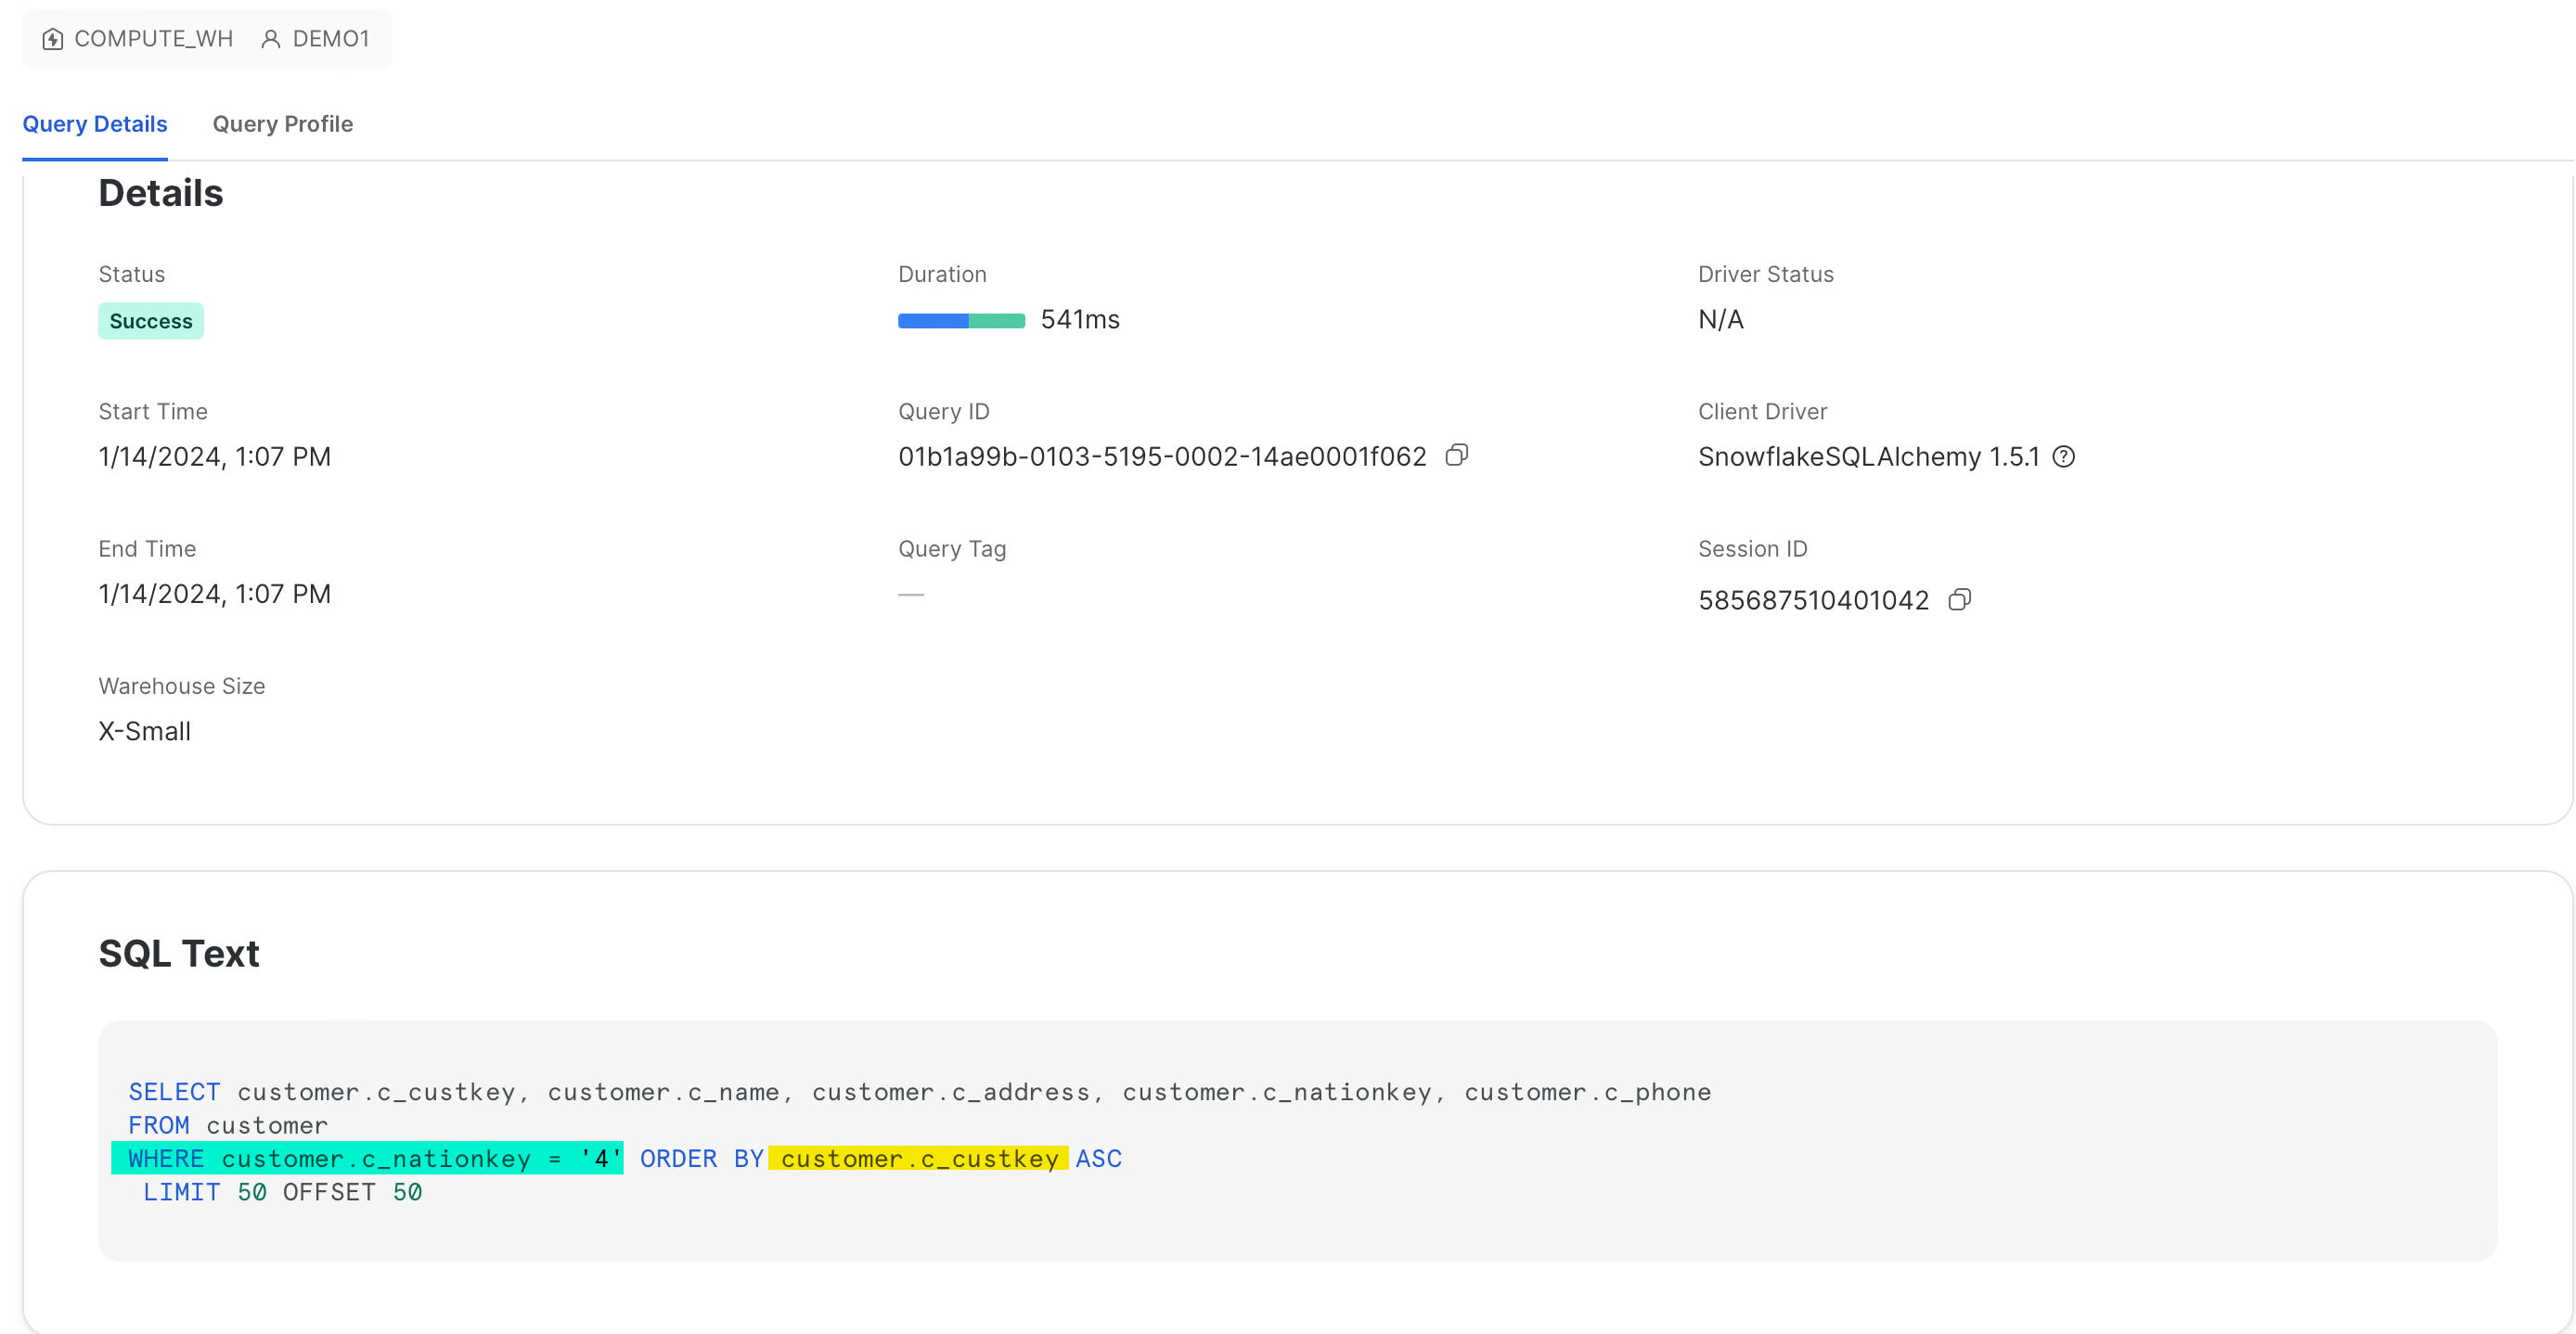 COMPUTE_WH DEMO1
Query Details Query Profile
Details
Status Duration Driver Status
Success 541ms N/A
Start Time Query ID Client Driver
1/14/2024, 1:07 PM 01b1a99b-0103-5195-0002-14ae0001f062 SnowflakeSQLAlchemy 1.5.1
End Time Query Tag Session ID
1/14/2024, 1:07 PM — 585687510401042
Warehouse Size
X-Small
SQL Text
SELECT customer.c_custkey, customer.c_name, customer.c_address, customer.c_nationkey, customer.c_phone
FROM customer
WHERE customer.c_nationkey = '4' ORDER BY customer.c_custkey ASC
LIMIT 50 OFFSET 50